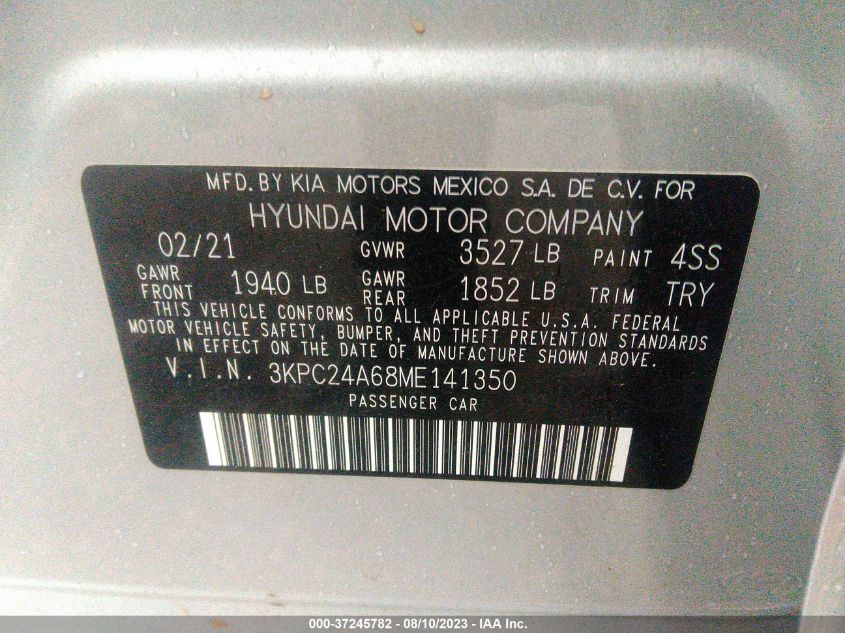 MFD. BY KIA MOTORS MEXICO S.A. DE C.V. FOR
HYUNDAI MOTOR COMPANY
02/21 GVWR 3527 LB PAINT 4SS
GAWR FRONT 1940 LB GAWR REAR 1852 LB TRIM TRY
THIS VEHICLE CONFORMS TO ALL APPLICABLE U.S.A. FEDERAL
MOTOR VEHICLE SAFETY, BUMPER, AND THEFT PREVENTION STANDARDS
IN EFFECT ON THE DATE OF MANUFACTURE SHOWN ABOVE.
V.I.N. 3KPC24A68ME141350
PASSENGER CAR
000-37245782 - 08/10/2023 - IAA Inc.